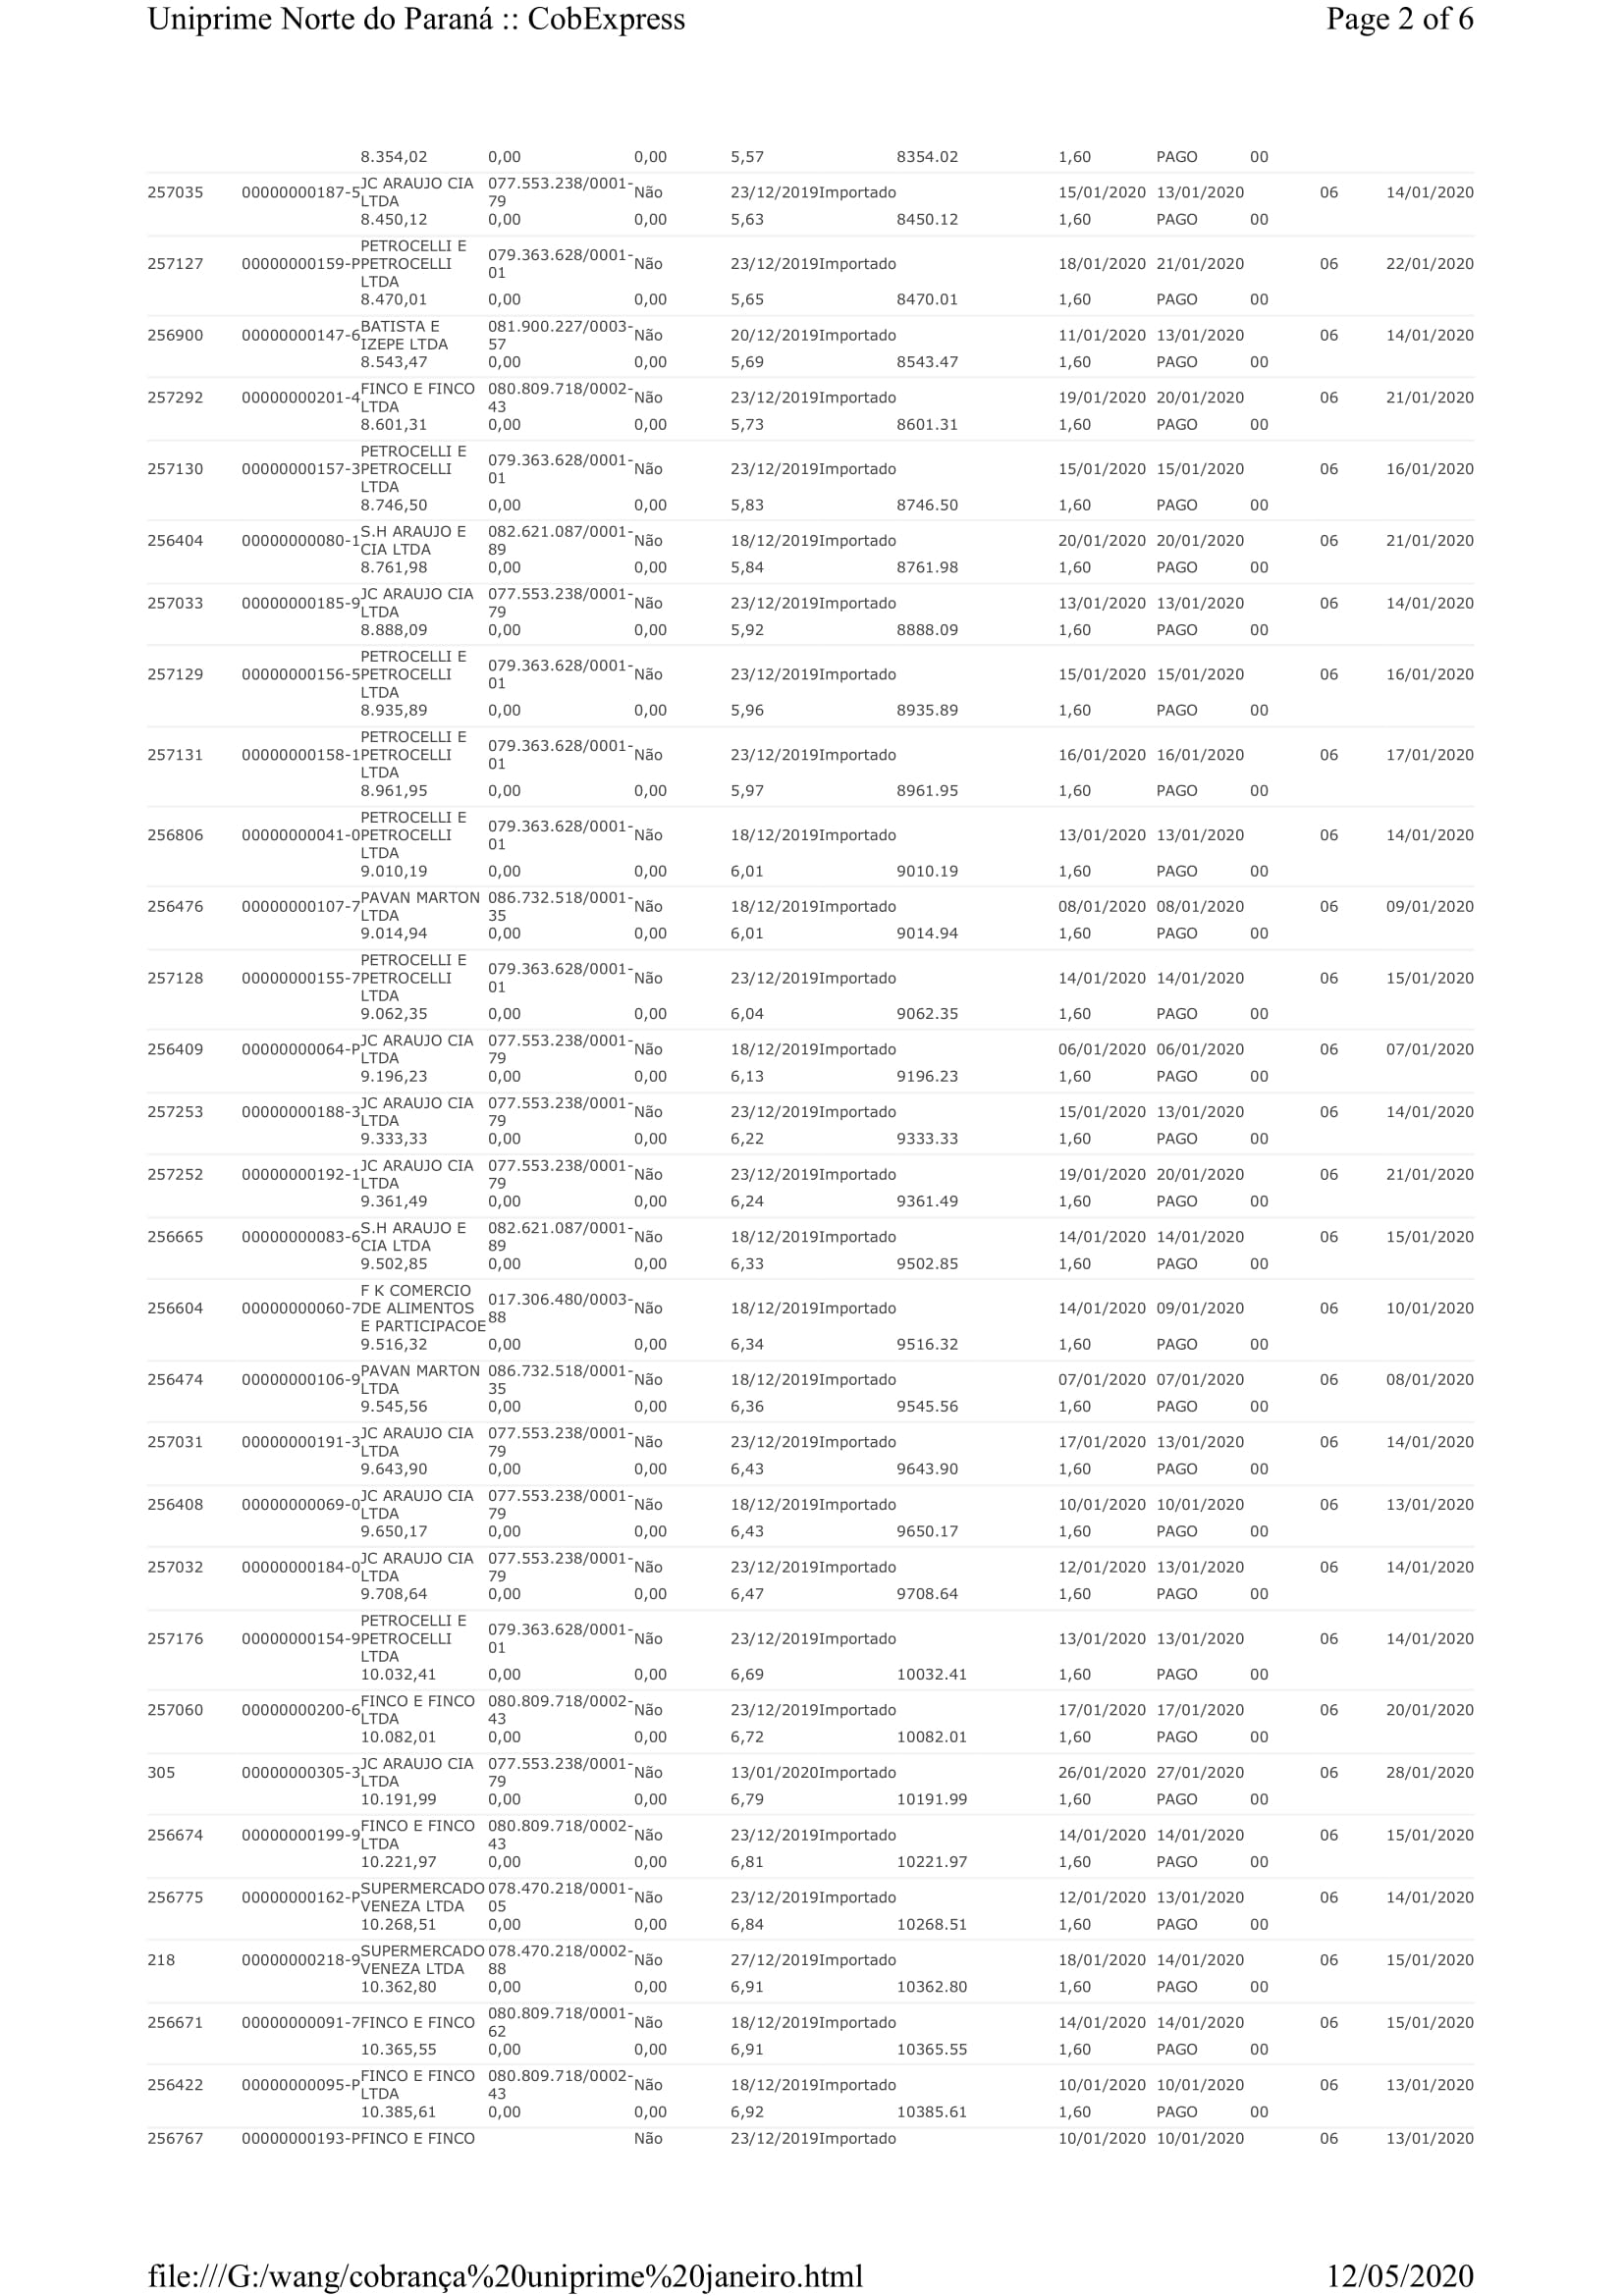 Uniprime Norte do Paraná :: CobExpress Page 2 of 6
8.354,02 0,00 0,00 5,57 8354.02 1,60 PAGO 00
257035 00000000187-5 JC ARAUJO CIA LTDA 077.553.238/0001-79 Não 23/12/2019Importado 15/01/2020 13/01/2020 06 14/01/2020
8.450,12 0,00 0,00 5,63 8450.12 1,60 PAGO 00
257127 00000000159-P PETROCELLI E PETROCELLI LTDA 079.363.628/0001-01 Não 23/12/2019Importado 18/01/2020 21/01/2020 06 22/01/2020
8.470,01 0,00 0,00 5,65 8470.01 1,60 PAGO 00
256900 00000000147-6 BATISTA E IZEPE LTDA 081.900.227/0003-57 Não 20/12/2019Importado 11/01/2020 13/01/2020 06 14/01/2020
8.543,47 0,00 0,00 5,69 8543.47 1,60 PAGO 00
257292 00000000201-4 FINCO E FINCO LTDA 080.809.718/0002-43 Não 23/12/2019Importado 19/01/2020 20/01/2020 06 21/01/2020
8.601,31 0,00 0,00 5,73 8601.31 1,60 PAGO 00
257130 00000000157-3 PETROCELLI E PETROCELLI LTDA 079.363.628/0001-01 Não 23/12/2019Importado 15/01/2020 15/01/2020 06 16/01/2020
8.746,50 0,00 0,00 5,83 8746.50 1,60 PAGO 00
256404 00000000080-1 S.H ARAUJO E CIA LTDA 082.621.087/0001-89 Não 18/12/2019Importado 20/01/2020 20/01/2020 06 21/01/2020
8.761,98 0,00 0,00 5,84 8761.98 1,60 PAGO 00
257033 00000000185-9 JC ARAUJO CIA LTDA 077.553.238/0001-79 Não 23/12/2019Importado 13/01/2020 13/01/2020 06 14/01/2020
8.888,09 0,00 0,00 5,92 8888.09 1,60 PAGO 00
257129 00000000156-5 PETROCELLI E PETROCELLI LTDA 079.363.628/0001-01 Não 23/12/2019Importado 15/01/2020 15/01/2020 06 16/01/2020
8.935,89 0,00 0,00 5,96 8935.89 1,60 PAGO 00
257131 00000000158-1 PETROCELLI E PETROCELLI LTDA 079.363.628/0001-01 Não 23/12/2019Importado 16/01/2020 16/01/2020 06 17/01/2020
8.961,95 0,00 0,00 5,97 8961.95 1,60 PAGO 00
256806 00000000041-0 PETROCELLI E PETROCELLI LTDA 079.363.628/0001-01 Não 18/12/2019Importado 13/01/2020 13/01/2020 06 14/01/2020
9.010,19 0,00 0,00 6,01 9010.19 1,60 PAGO 00
256476 00000000107-7 PAVAN MARTON LTDA 086.732.518/0001-35 Não 18/12/2019Importado 08/01/2020 08/01/2020 06 09/01/2020
9.014,94 0,00 0,00 6,01 9014.94 1,60 PAGO 00
257128 00000000155-7 PETROCELLI E PETROCELLI LTDA 079.363.628/0001-01 Não 23/12/2019Importado 14/01/2020 14/01/2020 06 15/01/2020
9.062,35 0,00 0,00 6,04 9062.35 1,60 PAGO 00
256409 00000000064-P JC ARAUJO CIA LTDA 077.553.238/0001-79 Não 18/12/2019Importado 06/01/2020 06/01/2020 06 07/01/2020
9.196,23 0,00 0,00 6,13 9196.23 1,60 PAGO 00
257253 00000000188-3 JC ARAUJO CIA LTDA 077.553.238/0001-79 Não 23/12/2019Importado 15/01/2020 13/01/2020 06 14/01/2020
9.333,33 0,00 0,00 6,22 9333.33 1,60 PAGO 00
257252 00000000192-1 JC ARAUJO CIA LTDA 077.553.238/0001-79 Não 23/12/2019Importado 19/01/2020 20/01/2020 06 21/01/2020
9.361,49 0,00 0,00 6,24 9361.49 1,60 PAGO 00
256665 00000000083-6 S.H ARAUJO E CIA LTDA 082.621.087/0001-89 Não 18/12/2019Importado 14/01/2020 14/01/2020 06 15/01/2020
9.502,85 0,00 0,00 6,33 9502.85 1,60 PAGO 00
256604 00000000060-7 F K COMERCIO DE ALIMENTOS E PARTICIPACOE 017.306.480/0003-88 Não 18/12/2019Importado 14/01/2020 09/01/2020 06 10/01/2020
9.516,32 0,00 0,00 6,34 9516.32 1,60 PAGO 00
256474 00000000106-9 PAVAN MARTON LTDA 086.732.518/0001-35 Não 18/12/2019Importado 07/01/2020 07/01/2020 06 08/01/2020
9.545,56 0,00 0,00 6,36 9545.56 1,60 PAGO 00
257031 00000000191-3 JC ARAUJO CIA LTDA 077.553.238/0001-79 Não 23/12/2019Importado 17/01/2020 13/01/2020 06 14/01/2020
9.643,90 0,00 0,00 6,43 9643.90 1,60 PAGO 00
256408 00000000069-0 JC ARAUJO CIA LTDA 077.553.238/0001-79 Não 18/12/2019Importado 10/01/2020 10/01/2020 06 13/01/2020
9.650,17 0,00 0,00 6,43 9650.17 1,60 PAGO 00
257032 00000000184-0 JC ARAUJO CIA LTDA 077.553.238/0001-79 Não 23/12/2019Importado 12/01/2020 13/01/2020 06 14/01/2020
9.708,64 0,00 0,00 6,47 9708.64 1,60 PAGO 00
257176 00000000154-9 PETROCELLI E PETROCELLI LTDA 079.363.628/0001-01 Não 23/12/2019Importado 13/01/2020 13/01/2020 06 14/01/2020
10.032,41 0,00 0,00 6,69 10032.41 1,60 PAGO 00
257060 00000000200-6 FINCO E FINCO LTDA 080.809.718/0002-43 Não 23/12/2019Importado 17/01/2020 17/01/2020 06 20/01/2020
10.082,01 0,00 0,00 6,72 10082.01 1,60 PAGO 00
305 00000000305-3 JC ARAUJO CIA LTDA 077.553.238/0001-79 Não 13/01/2020Importado 26/01/2020 27/01/2020 06 28/01/2020
10.191,99 0,00 0,00 6,79 10191.99 1,60 PAGO 00
256674 00000000199-9 FINCO E FINCO LTDA 080.809.718/0002-43 Não 23/12/2019Importado 14/01/2020 14/01/2020 06 15/01/2020
10.221,97 0,00 0,00 6,81 10221.97 1,60 PAGO 00
256775 00000000162-P SUPERMERCADO VENEZA LTDA 078.470.218/0001-05 Não 23/12/2019Importado 12/01/2020 13/01/2020 06 14/01/2020
10.268,51 0,00 0,00 6,84 10268.51 1,60 PAGO 00
218 00000000218-9 SUPERMERCADO VENEZA LTDA 078.470.218/0002-88 Não 27/12/2019Importado 18/01/2020 14/01/2020 06 15/01/2020
10.362,80 0,00 0,00 6,91 10362.80 1,60 PAGO 00
256671 00000000091-7 FINCO E FINCO 080.809.718/0001-62 Não 18/12/2019Importado 14/01/2020 14/01/2020 06 15/01/2020
10.365,55 0,00 0,00 6,91 10365.55 1,60 PAGO 00
256422 00000000095-P FINCO E FINCO LTDA 080.809.718/0002-43 Não 18/12/2019Importado 10/01/2020 10/01/2020 06 13/01/2020
10.385,61 0,00 0,00 6,92 10385.61 1,60 PAGO 00
256767 00000000193-P FINCO E FINCO Não 23/12/2019Importado 10/01/2020 10/01/2020 06 13/01/2020
file:///G:/wang/cobrança%20uniprime%20janeiro.html 12/05/2020